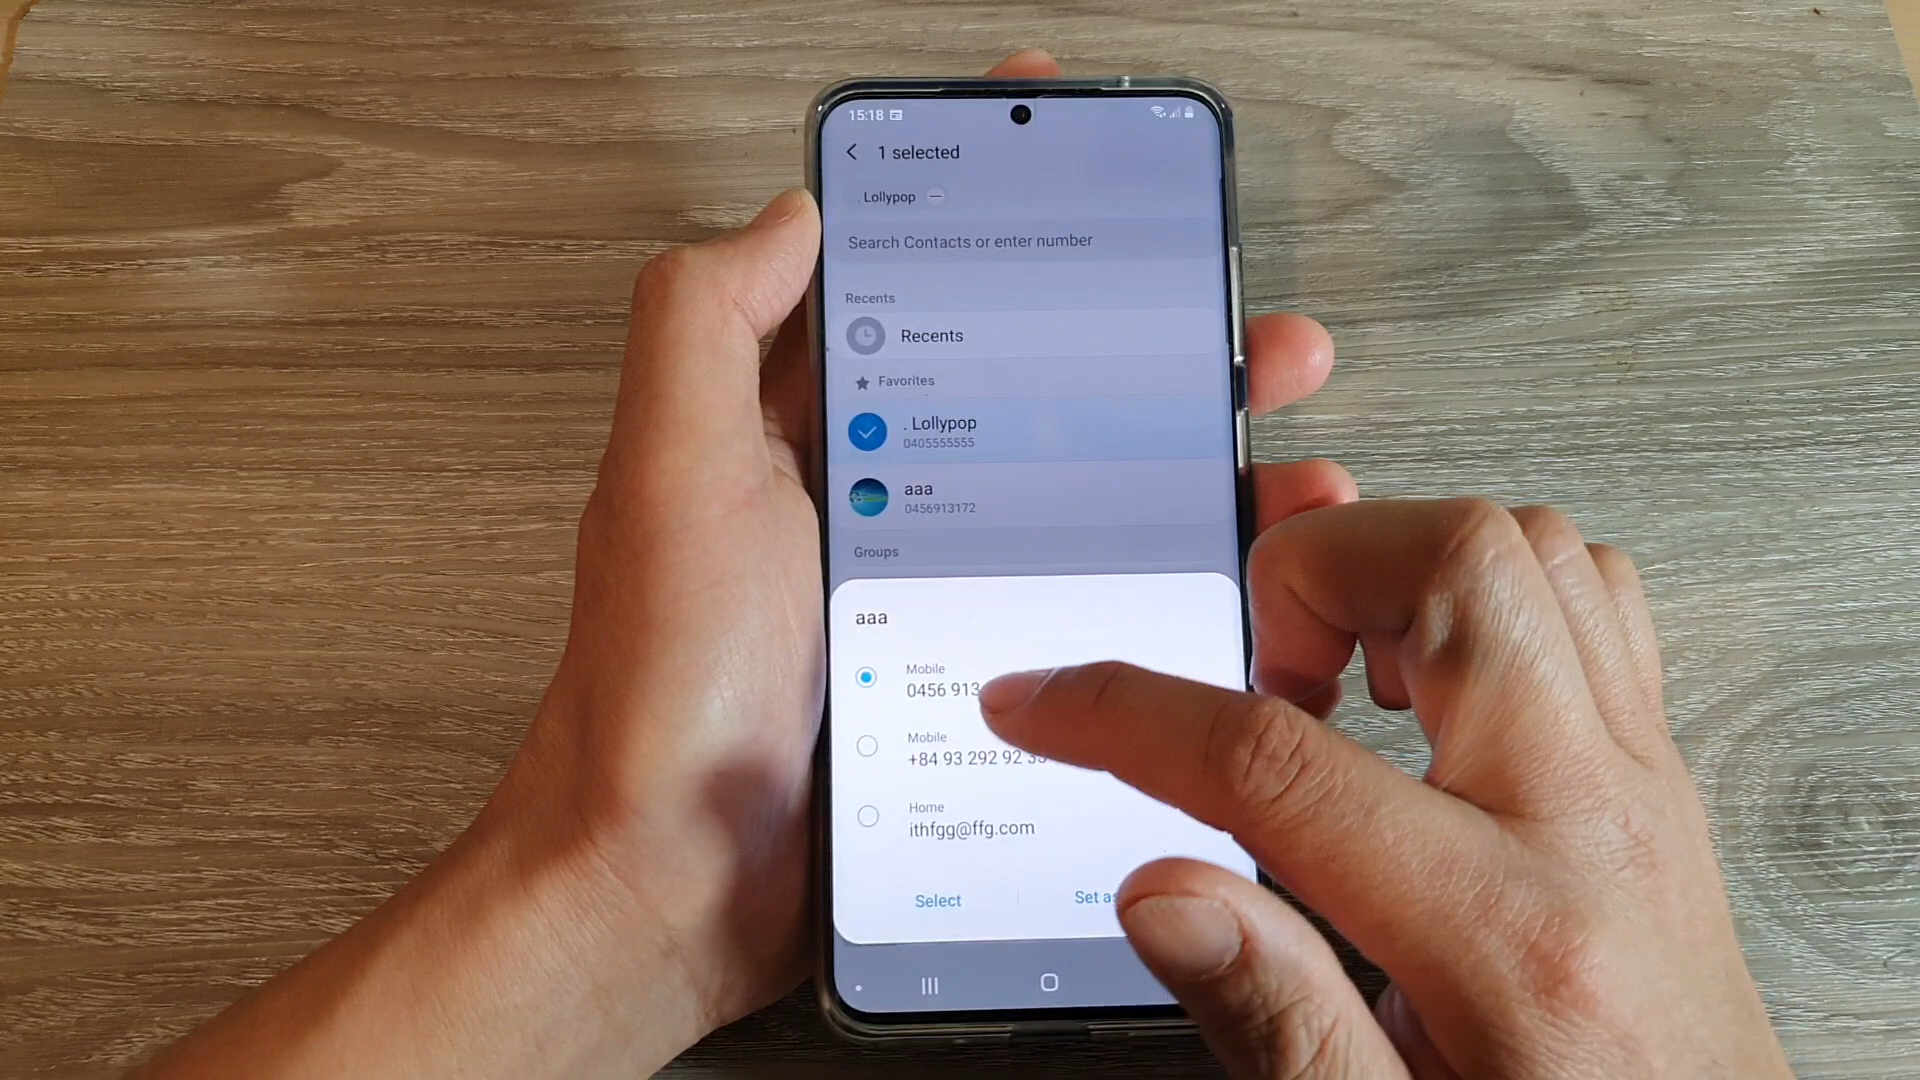 15:18
1 selected
. Lollypop
Search Contacts or enter number
Recents
Recents
Favorites
. Lollypop
0405555555
aaa
0456913172
Groups
aaa
Mobile
0456 913
Mobile
+84 93 292 92
Home
ithfgg@ffg.com
Select
Set as